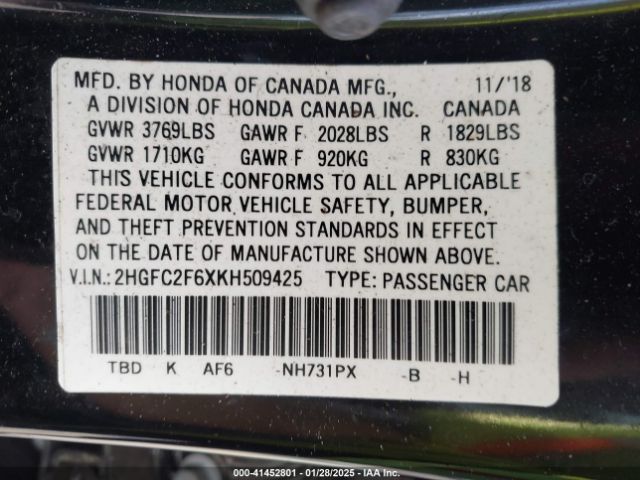 MFD. BY HONDA OF CANADA MFG., 11/'18
A DIVISION OF HONDA CANADA INC. CANADA
GVWR 3769LBS GAWR F 2028LBS R 1829LBS
GVWR 1710KG GAWR F 920KG R 830KG
THIS VEHICLE CONFORMS TO ALL APPLICABLE
FEDERAL MOTOR VEHICLE SAFETY, BUMPER,
AND THEFT PREVENTION STANDARDS IN EFFECT
ON THE DATE OF MANUFACTURE SHOWN ABOVE.
V.I.N.: 2HGFC2F6XKH509425 TYPE: PASSENGER CAR
TBD K AF6 -NH731PX -B -H
000-41452801 | 01/28/2025 - IAA Inc.